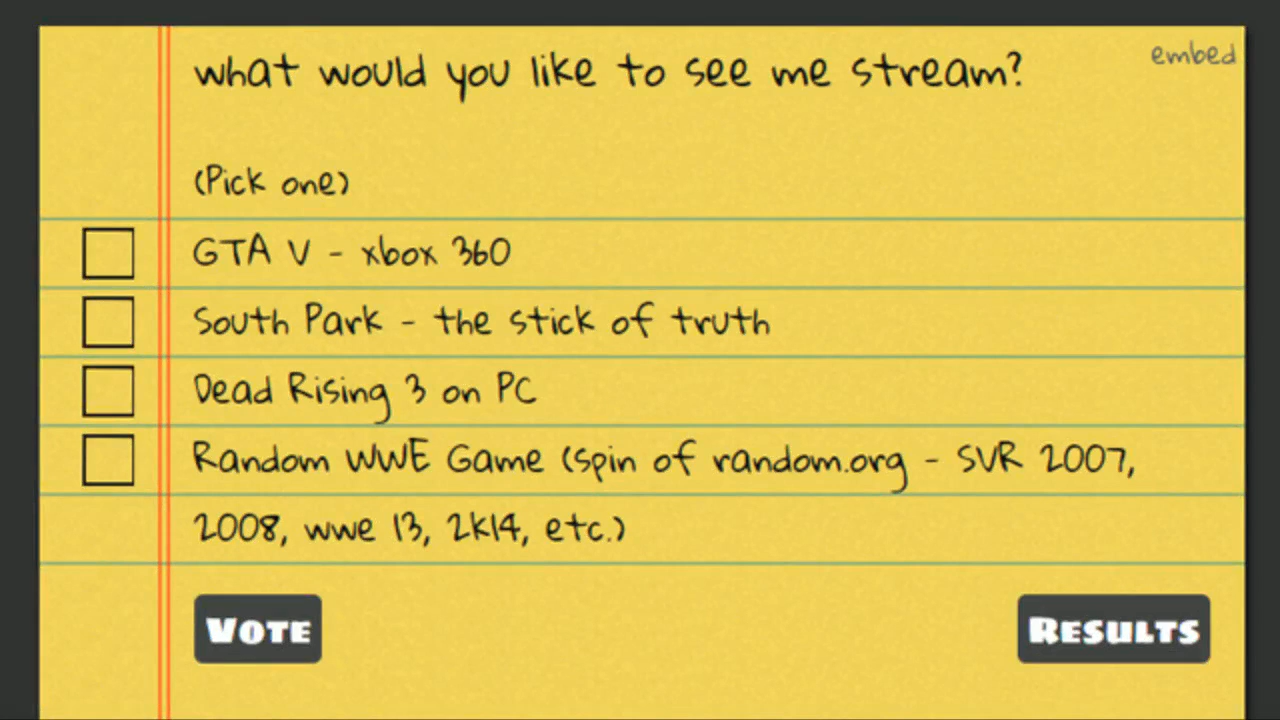 what would you like to see me stream?
embed
(Pick one)
GTA V - xbox 360
South Park - the stick of truth
Dead Rising 3 on PC
Random WWE Game (spin of random.org - SVR 2007,
2008, wwe 13, 2k14, etc.)
VOTE
RESULTS